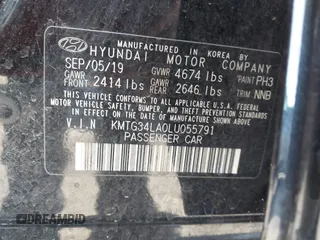 MANUFACTURED IN KOREA BY
HYUNDAI MOTOR COMPANY
SEP/05/19 GVWR 4674 lbs PAINT PH3
GAWR FRONT 2414 lbs GAWR REAR 2646 lbs TRIM NNB
THIS VEHICLE CONFORMS TO ALL APPLICABLE U.S. FEDERAL MOTOR VEHICLE SAFETY, BUMPER, AND THEFT PREVENTION STANDARDS IN EFFECT ON THE DATE OF MANUFACTURE SHOWN ABOVE.
V.I.N KMTG34LA0LU055791
PASSENGER CAR
DREAMBID